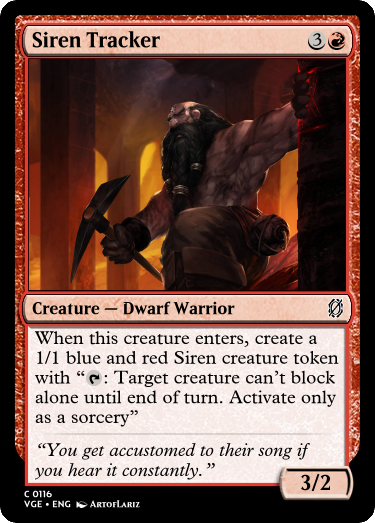 Siren Tracker 3
Creature — Dwarf Warrior
When this creature enters, create a
1/1 blue and red Siren creature token
with “: Target creature can’t block
alone until end of turn. Activate only
as a sorcery”
“You get accustomed to their song if
you hear it constantly.”
3/2
C 0116
VGE • ENG ArtofLariz